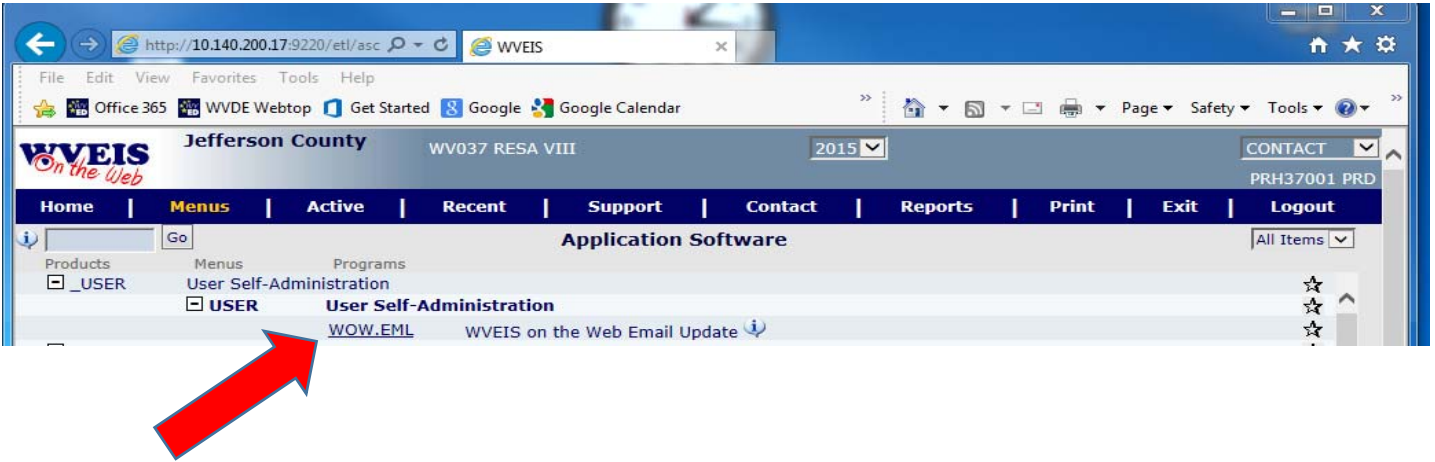 http://10.140.200.17:9220/etl/asc WVEIS
File Edit View Favorites Tools Help
Office 365 WVDE Webtop Get Started Google Google Calendar Page Safety Tools
WVEIS On the Web Jefferson County WV037 RESA VIII 2015 CONTACT
PRH37001 PRD
Home | Menus | Active | Recent | Support | Contact | Reports | Print | Exit | Logout
Go Application Software All Items
Products Menus Programs
_USER User Self-Administration
USER User Self-Administration
WOW.EML WVEIS on the Web Email Update